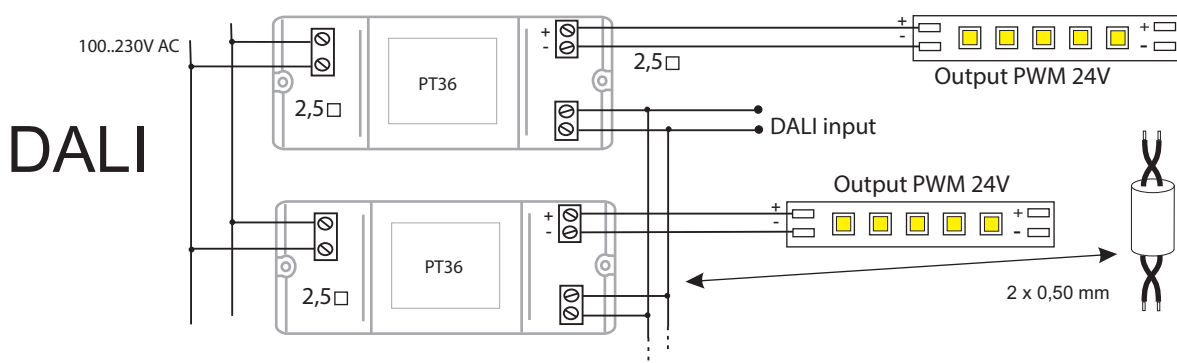 100..230V AC
PT36
2,5□
+
-
2,5□
+
-
+
-
Output PWM 24V
DALI input
DALI
Output PWM 24V
PT36
2,5□
+
-
+
-
+
-
2 x 0,50 mm